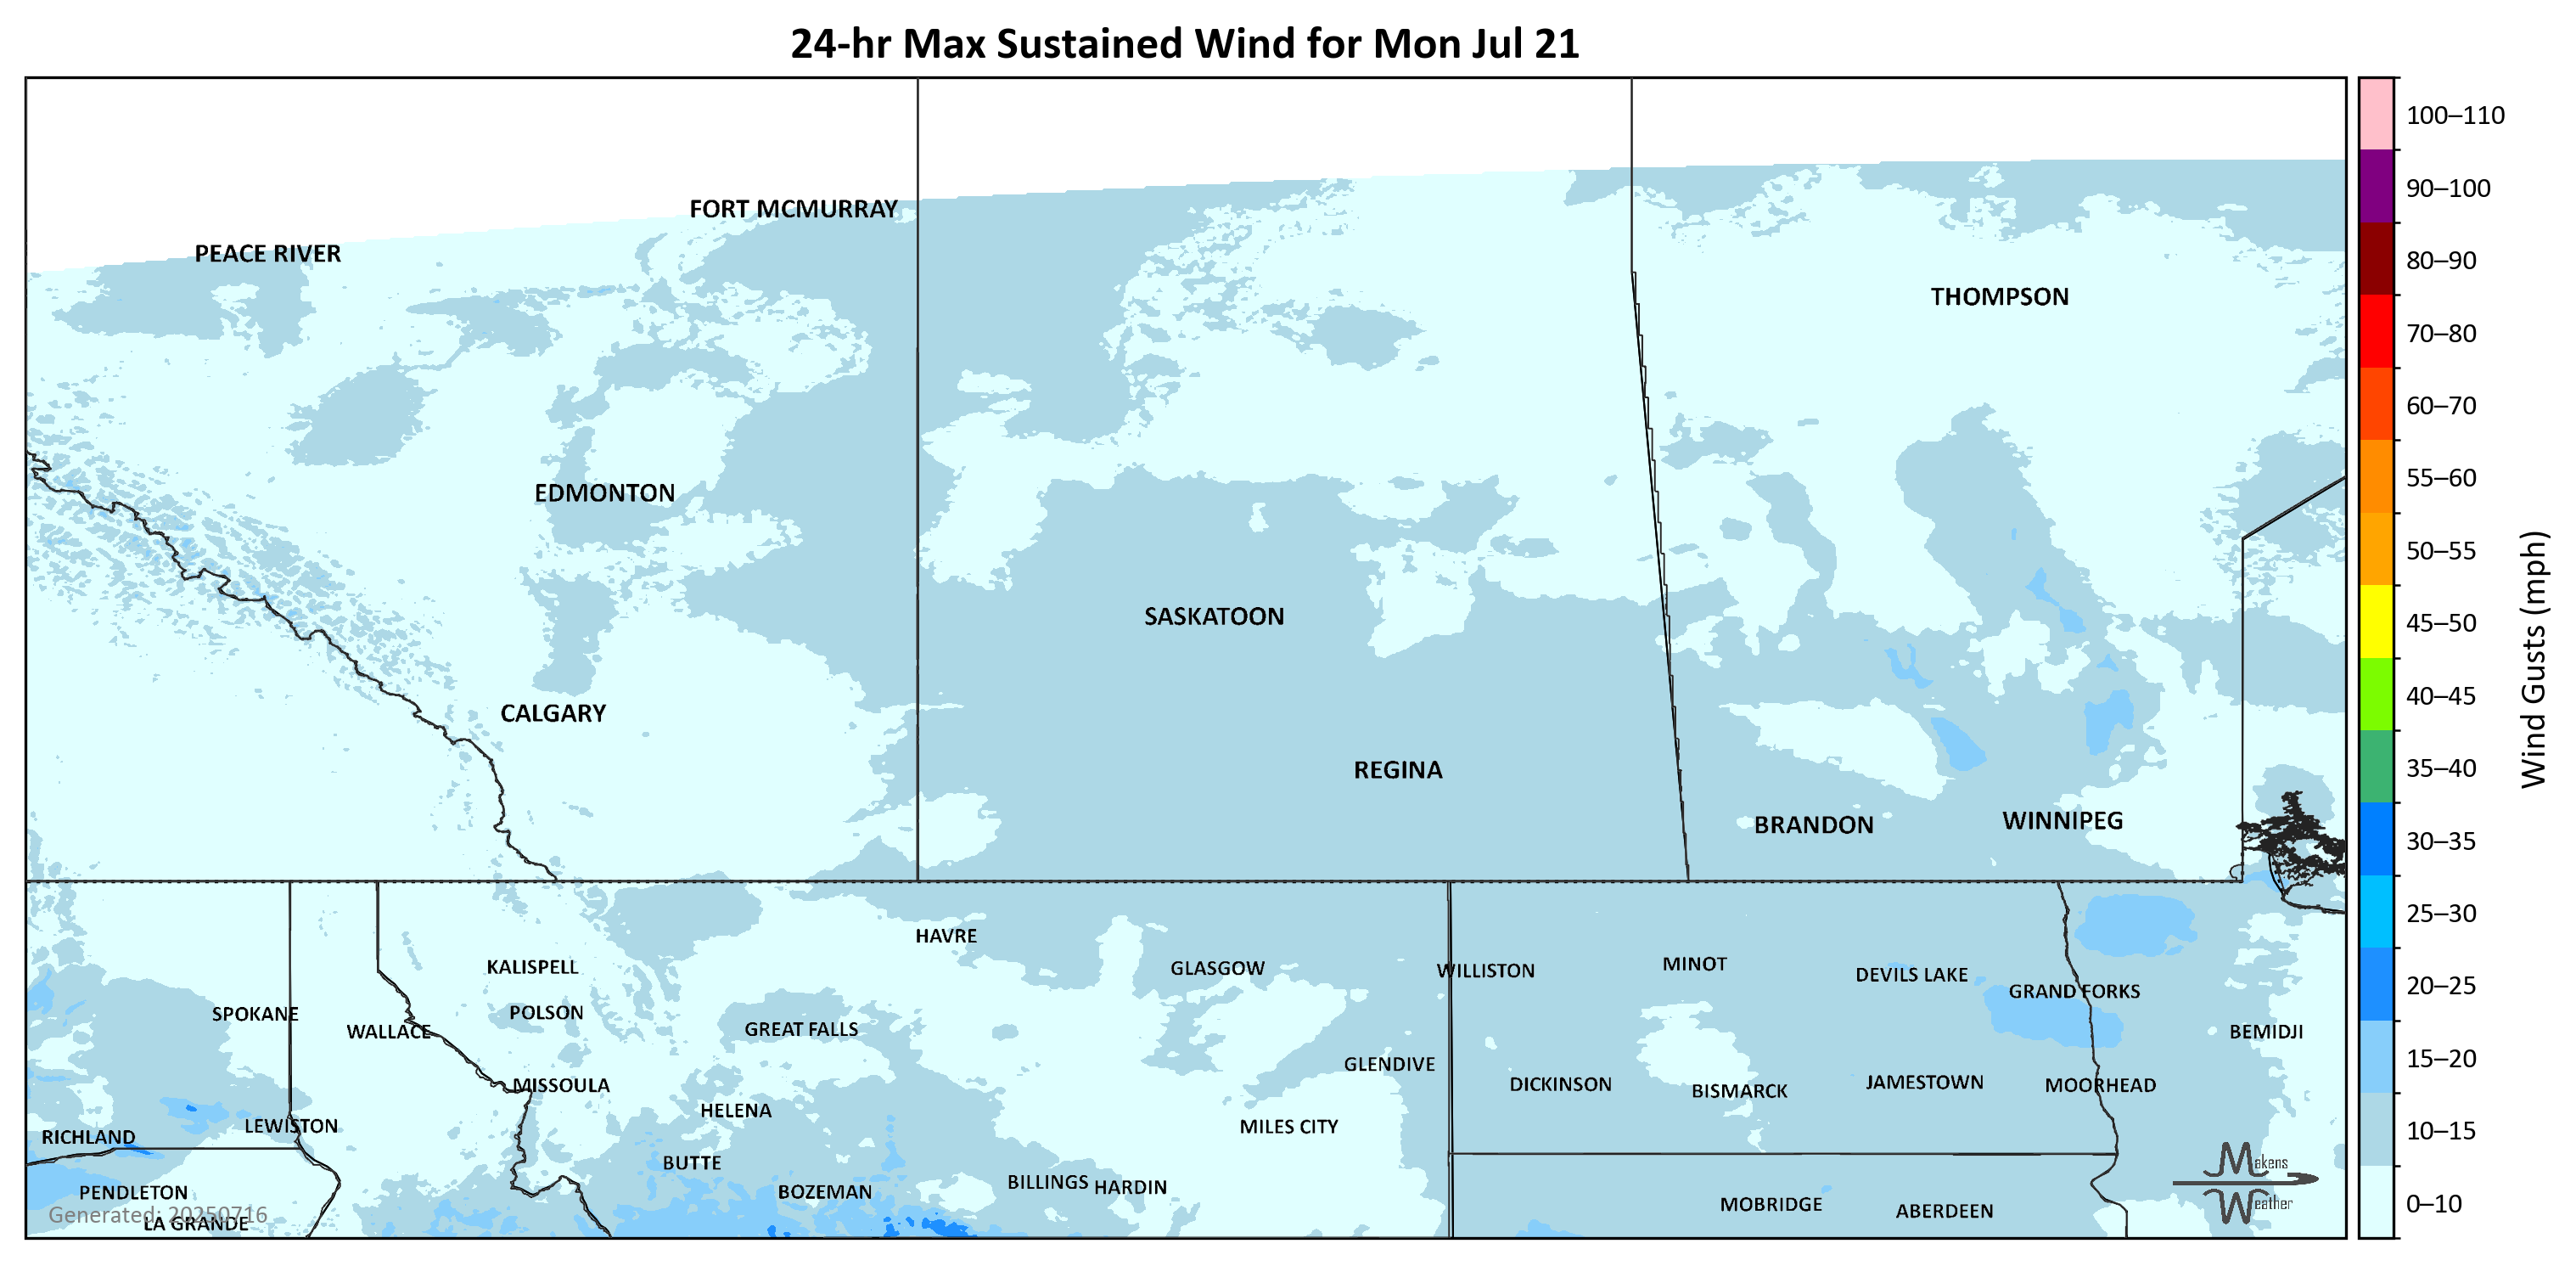 24-hr Max Sustained Wind for Mon Jul 21
FORT MCMURRAY
PEACE RIVER
THOMPSON
EDMONTON
SASKATOON
CALGARY
REGINA
BRANDON
WINNIPEG
HAVRE
KALISPELL
GLASGOW
WILLISTON
MINOT
DEVILS LAKE
GRAND FORKS
SPOKANE
POLSON
WALLACE
GREAT FALLS
BEMIDJI
GLENDIVE
MISSOULA
DICKINSON
BISMARCK
JAMESTOWN
MOORHEAD
HELENA
LEWISTON
MILES CITY
RICHLAND
BUTTE
BOZEMAN
BILLINGS
HARDIN
PENDLETON
MOBRIDGE
ABERDEEN
LA GRANDE
Generated: 20250716
Makens
Weather
100–110
90–100
80–90
70–80
60–70
55–60
50–55
45–50
40–45
35–40
30–35
25–30
20–25
15–20
10–15
0–10
Wind Gusts (mph)